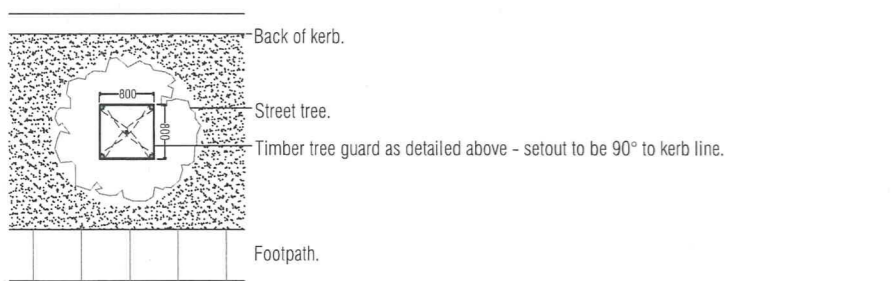 Back of kerb.
800
Street tree.
800
Timber tree guard as detailed above - setout to be 90° to kerb line.
Footpath.